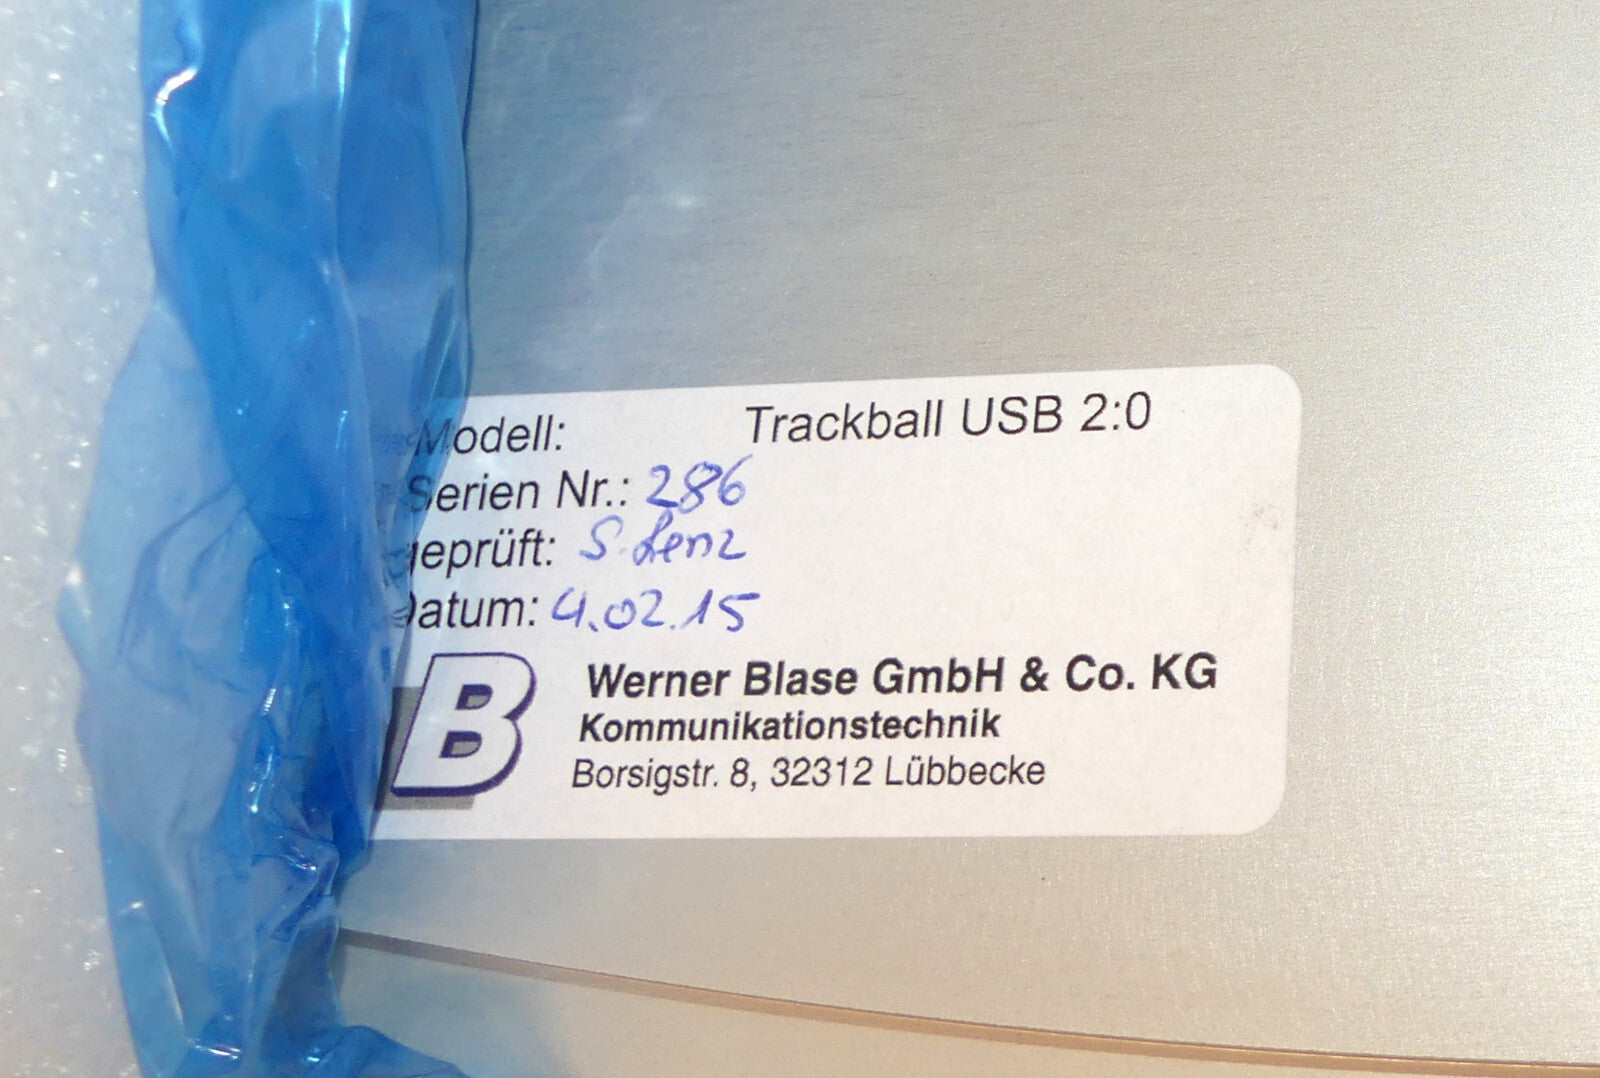 Modell: Trackball USB 2:0
Serien Nr.: 286
geprüft: S. Lenz
Datum: 4.02.15
B
Werner Blase GmbH & Co. KG
Kommunikationstechnik
Borsigstr. 8, 32312 Lübbecke